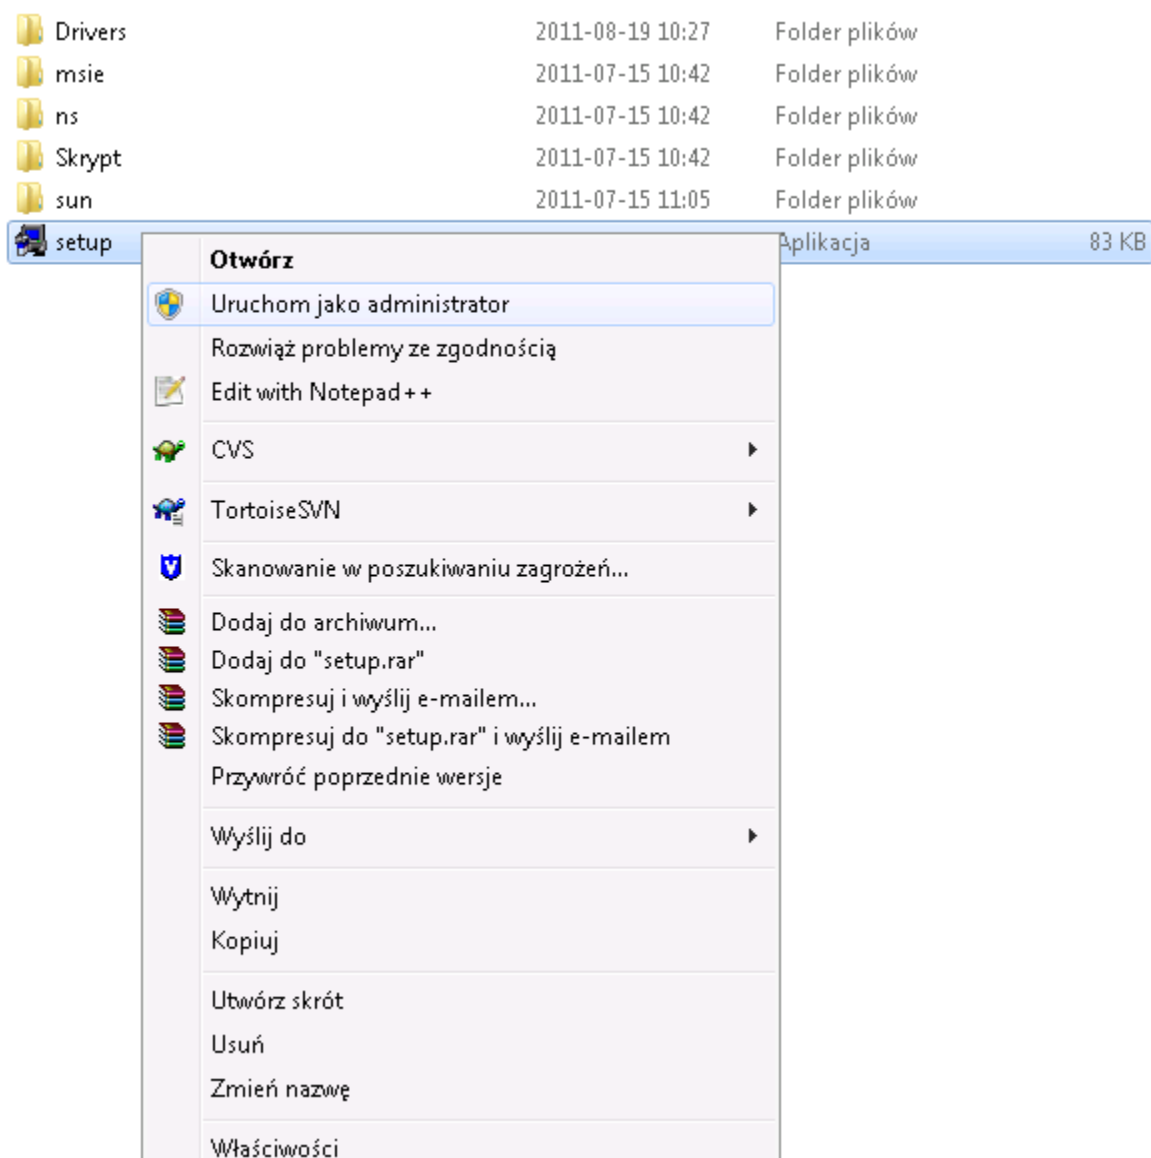 Drivers 2011-08-19 10:27 Folder plików
msie 2011-07-15 10:42 Folder plików
ns 2011-07-15 10:42 Folder plików
Skrypt 2011-07-15 10:42 Folder plików
sun 2011-07-15 11:05 Folder plików
setup Aplikacja 83 KB
Otwórz
Uruchom jako administrator
Rozwiąż problemy ze zgodnością
Edit with Notepad++
CVS
TortoiseSVN
Skanowanie w poszukiwaniu zagrożeń...
Dodaj do archiwum...
Dodaj do "setup.rar"
Skompresuj i wyślij e-mailem...
Skompresuj do "setup.rar" i wyślij e-mailem
Przywróć poprzednie wersje
Wyślij do
Wytnij
Kopiuj
Utwórz skrót
Usuń
Zmień nazwę
Właściwości